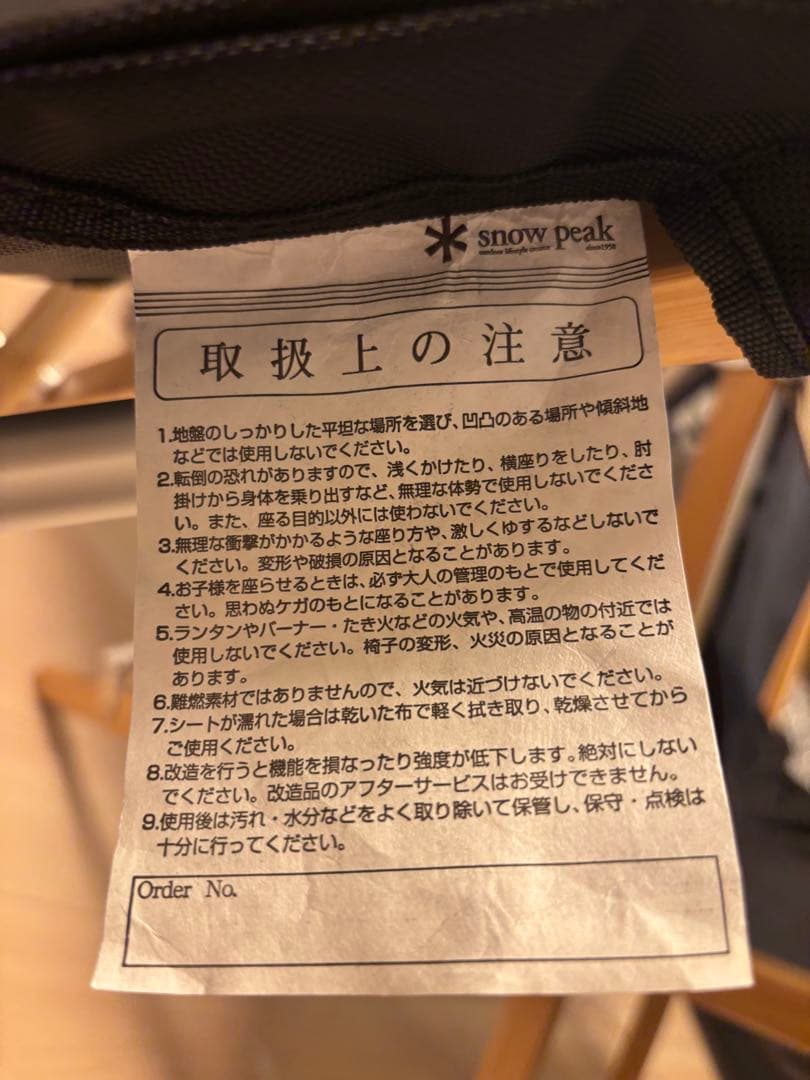 snow peak
outdoor lifestyle creator
since1958
取扱上の注意
1.地盤のしっかりした平坦な場所を選び、凹凸のある場所や傾斜地
などでは使用しないでください。
2.転倒の恐れがありますので、浅くかけたり、横座りをしたり、肘
掛けから身体を乗り出すなど、無理な体勢で使用しないでくださ
い。また、座る目的以外には使わないでください。
3.無理な衝撃がかかるような座り方や、激しくゆするなどしないで
ください。変形や破損の原因となることがあります。
4.お子様を座らせるときは、必ず大人の管理のもとで使用してくだ
さい。思わぬケガのもとになることがあります。
5.ランタンやバーナー・たき火などの火気や、高温の物の付近では
使用しないでください。椅子の変形、火災の原因となることが
あります。
6.難燃素材ではありませんので、火気は近づけないでください。
7.シートが濡れた場合は乾いた布で軽く拭き取り、乾燥させてから
ご使用ください。
8.改造を行うと機能を損なったり強度が低下します。絶対にしない
でください。改造品のアフターサービスはお受けできません。
9.使用後は汚れ・水分などをよく取り除いて保管し、保守・点検は
十分に行ってください。
Order No.